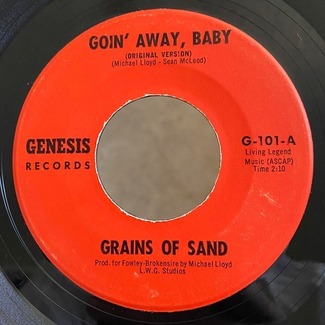 GOIN' AWAY, BABY
(ORIGINAL VERSION)
(Michael Lloyd - Sean McLeod)
GENESIS
RECORDS
G-101-A
Living Legend
Music (ASCAP)
Time 2:10
GRAINS OF SAND
Prod. for Fowley-Brokensire by Michael Lloyd
L.W.G. Studios